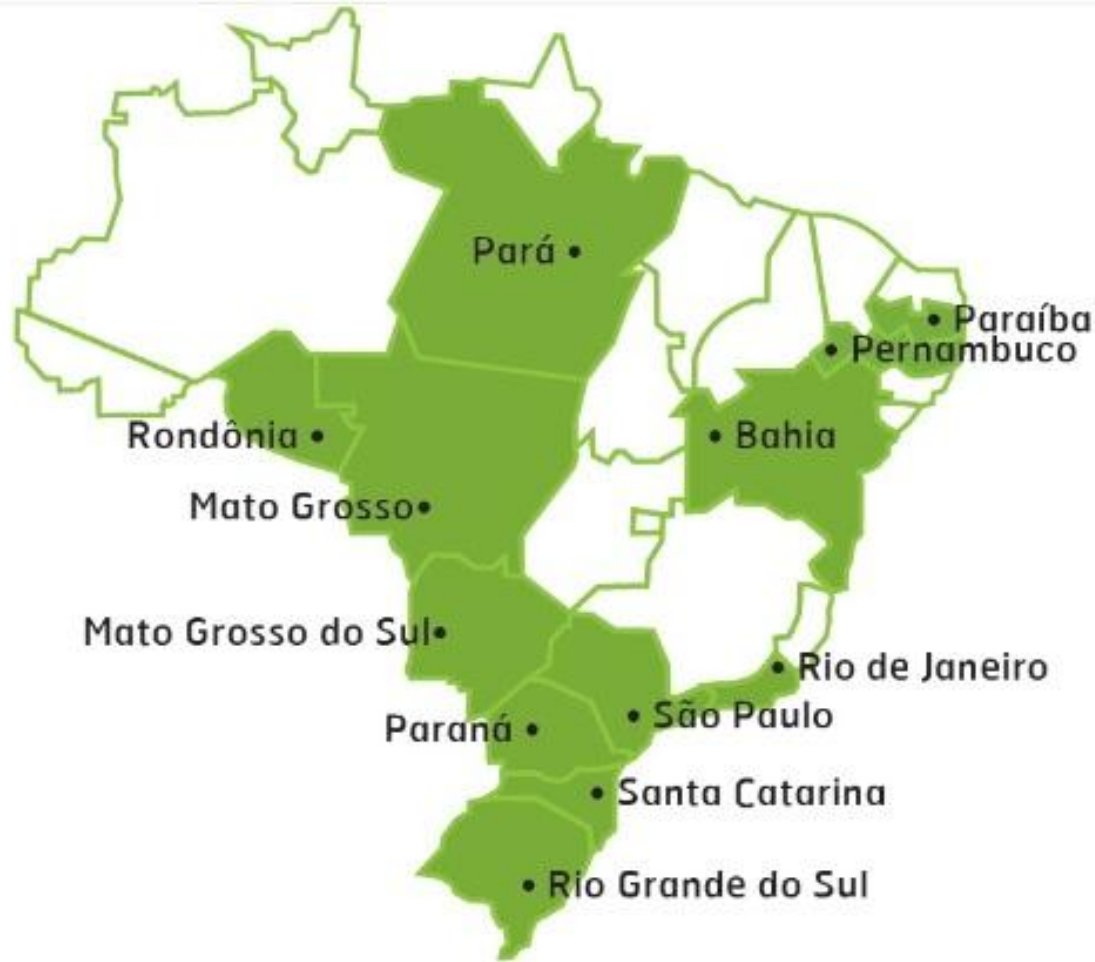 Pará
Paraíba
Pernambuco
Rondônia
Bahia
Mato Grosso
Mato Grosso do Sul
Rio de Janeiro
São Paulo
Paraná
Santa Catarina
Rio Grande do Sul